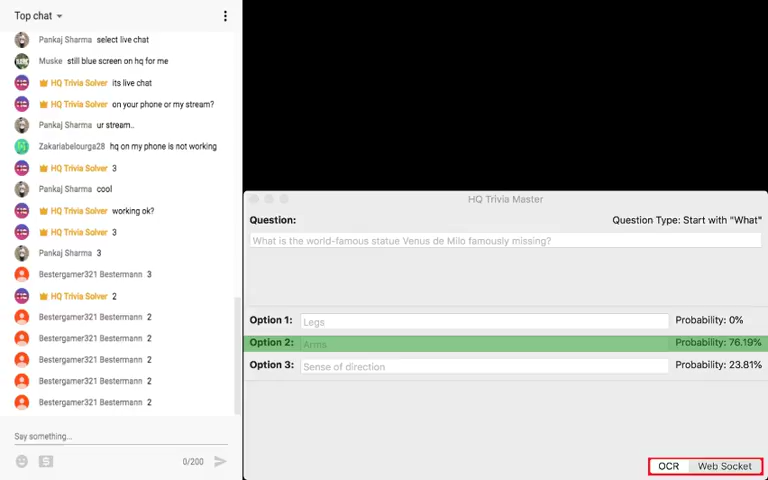 Top chat
Pankaj Sharma select live chat
Muske still blue screen on hq for me
HQ Trivia Solver its live chat
HQ Trivia Solver on your phone or my stream?
Pankaj Sharma ur stream..
Zakariabelourga28 hq on my phone is not working
HQ Trivia Solver 3
Pankaj Sharma cool
HQ Trivia Solver working ok?
HQ Trivia Solver 3
Pankaj Sharma 3
Bestergamer321 Bestermann 3
HQ Trivia Solver 2
Bestergamer321 Bestermann 2
Bestergamer321 Bestermann 2
Bestergamer321 Bestermann 2
Bestergamer321 Bestermann 2
Bestergamer321 Bestermann 2
Say something...
0/200
HQ Trivia Master
Question: Question Type: Start with "What"
What is the world-famous statue Venus de Milo famously missing?
Option 1: Legs Probability: 0%
Option 2: Arms Probability: 76.19%
Option 3: Sense of direction Probability: 23.81%
OCR Web Socket